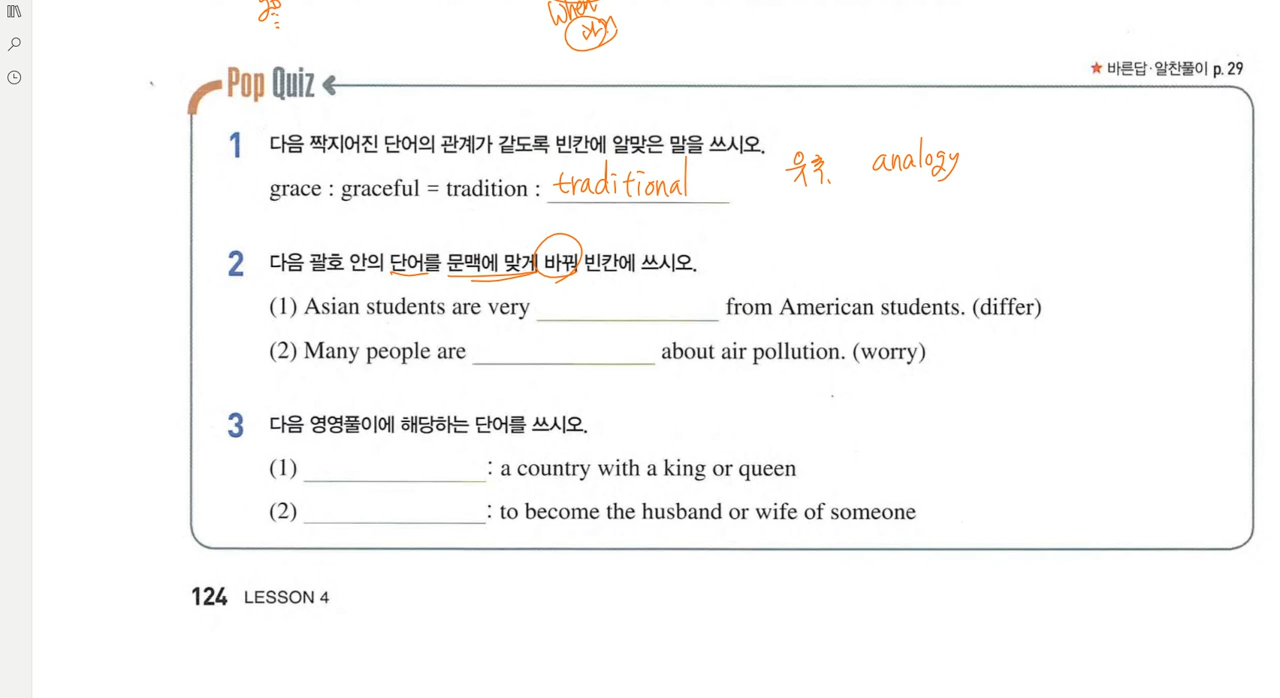 when
Pop Quiz
★ 바른답·알찬풀이 p. 29
1 다음 짝지어진 단어의 관계가 같도록 빈칸에 알맞은 말을 쓰시오.
유추. analogy
grace : graceful = tradition : traditional
2 다음 괄호 안의 단어를 문맥에 맞게 바꿔 빈칸에 쓰시오.
(1) Asian students are very ____________ from American students. (differ)
(2) Many people are ____________ about air pollution. (worry)
3 다음 영영풀이에 해당하는 단어를 쓰시오.
(1) ____________ : a country with a king or queen
(2) ____________ : to become the husband or wife of someone
124 LESSON 4